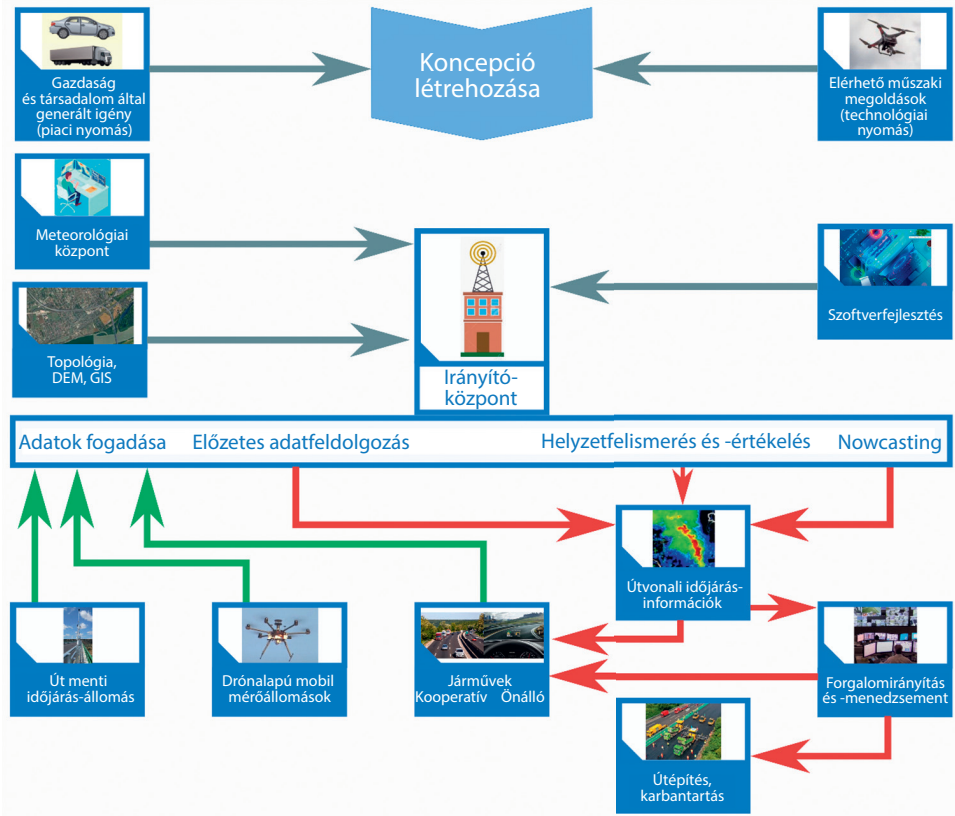 Koncepció
létrehozása
Gazdaság
és társadalom által
generált igény
(piaci nyomás)
Elérhető műszaki
megoldások
(technológiai
nyomás)
Meteorológiai
központ
Szoftverfejlesztés
Topológia,
DEM, GIS
Irányító-
központ
Adatok fogadása Előzetes adatfeldolgozás Helyzetfelismerés és -értékelés Nowcasting
Útvonali időjárás-
információk
Út menti
időjárás-állomás
Drónalapú mobil
mérőállomások
Járművek
Kooperatív Önálló
Forgalomirányítás
és -menedzsement
Útépítés,
karbantartás